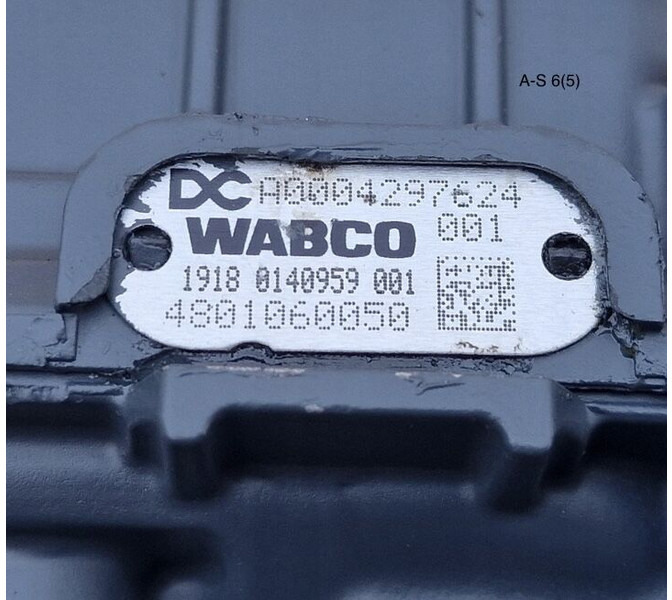 A-S 6(5)
DC A0004297624
WABCO 001
1918 0140959 001
4801060050